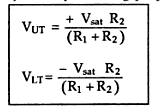 V_UT = + V_sat R_2 / (R_1 + R_2)
V_LT = − V_sat R_2 / (R_1 + R_2)